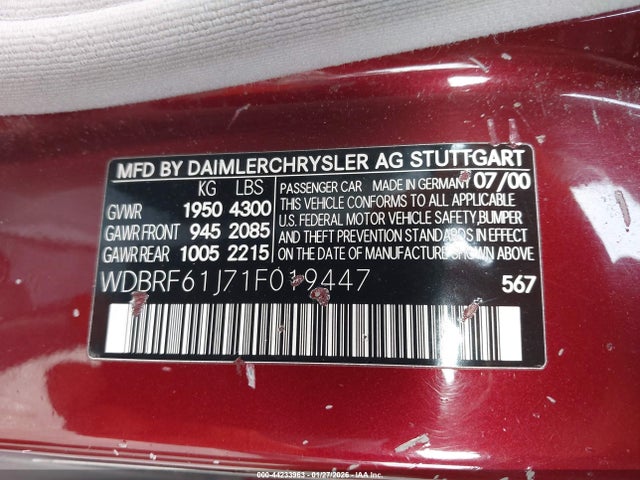 MFD BY DAIMLERCHRYSLER AG STUTTGART
KG LBS
GVWR 1950 4300
GAWR FRONT 945 2085
GAWR REAR 1005 2215
PASSENGER CAR MADE IN GERMANY 07/00
THIS VEHICLE CONFORMS TO ALL APPLICABLE
U.S. FEDERAL MOTOR VEHICLE SAFETY,BUMPER
AND THEFT PREVENTION STANDARDS IN EFFECT
ON THE DATE OF MANUFACTURE SHOWN ABOVE.
WDBRF61J71F019447
567
000-44233963 - 01/27/2026 - IAA Inc.